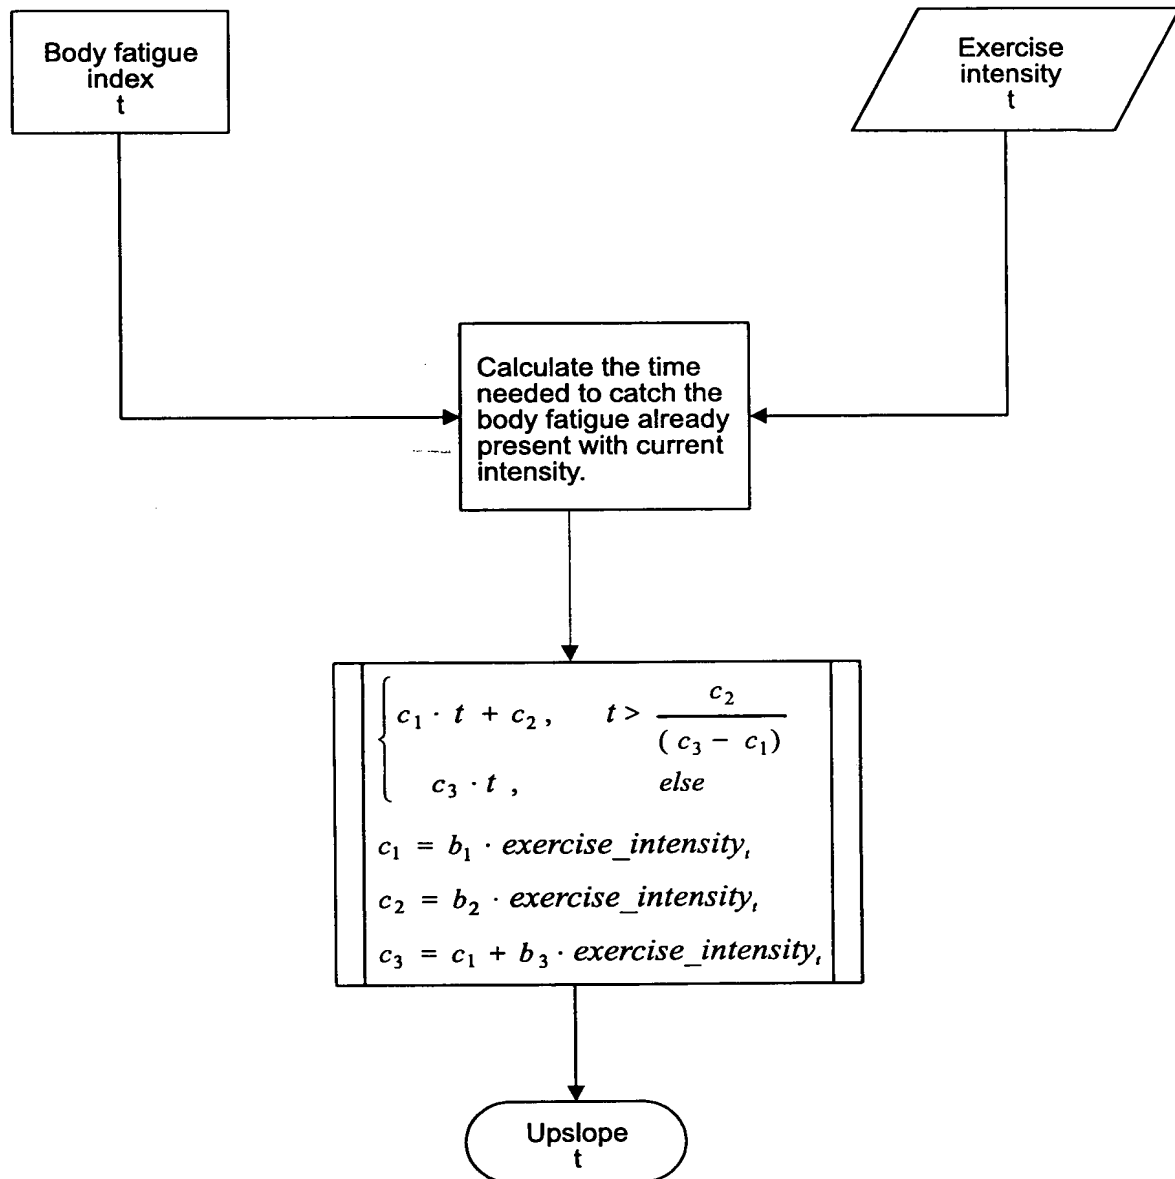 Body fatigue
index
t
Exercise
intensity
t
Calculate the time
needed to catch the
body fatigue already
present with current
intensity.
c₁ · t + c₂ ,    t > c₂ / ( c₃ − c₁)
c₃ · t ,    else
c₁ = b₁ · exercise_intensityₜ
c₂ = b₂ · exercise_intensityₜ
c₃ = c₁ + b₃ · exercise_intensityₜ
Upslope
t